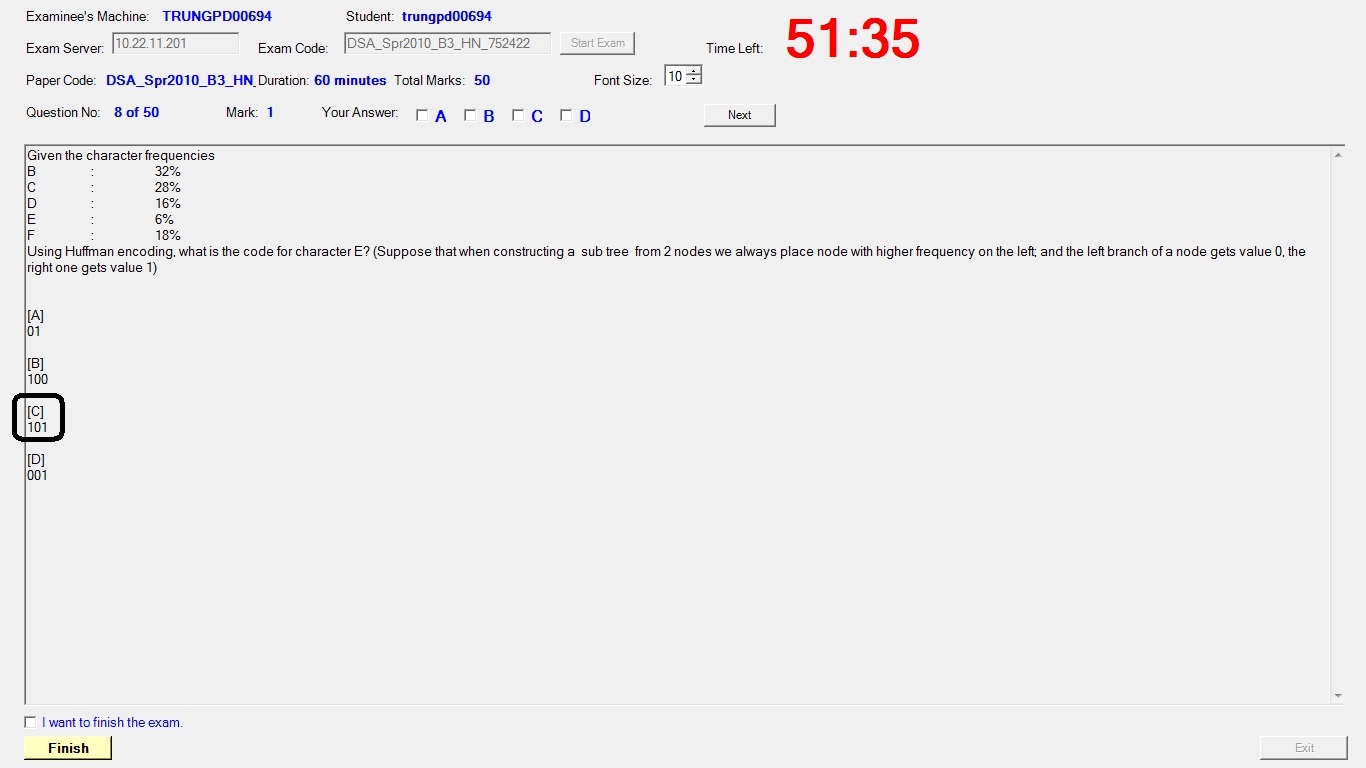 Examinee's Machine: TRUNGPD00694 Student: trungpd00694
Exam Server: 10.22.11.201 Exam Code: DSA_Spr2010_B3_HN_752422 Start Exam Time Left: 51:35
Paper Code: DSA_Spr2010_B3_HN_ Duration: 60 minutes Total Marks: 50 Font Size: 10
Question No: 8 of 50 Mark: 1 Your Answer: A B C D Next
Given the character frequencies
B : 32%
C : 28%
D : 16%
E : 6%
F : 18%
Using Huffman encoding, what is the code for character E? (Suppose that when constructing a sub tree from 2 nodes we always place node with higher frequency on the left; and the left branch of a node gets value 0, the
right one gets value 1)
[A]
01
[B]
100
[C]
101
[D]
001
I want to finish the exam.
Finish Exit